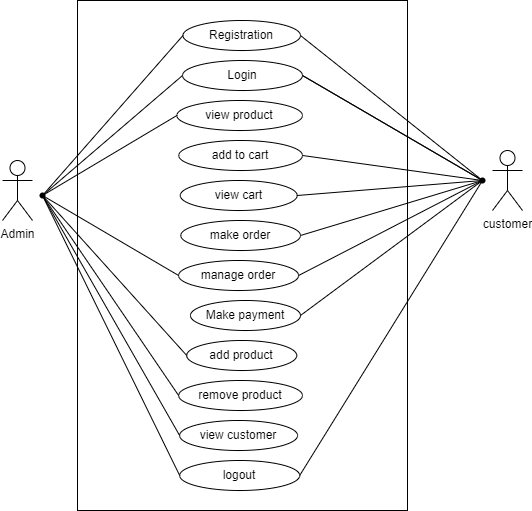 Registration
Login
view product
add to cart
view cart
make order
manage order
Make payment
add product
remove product
view customer
logout
Admin
customer